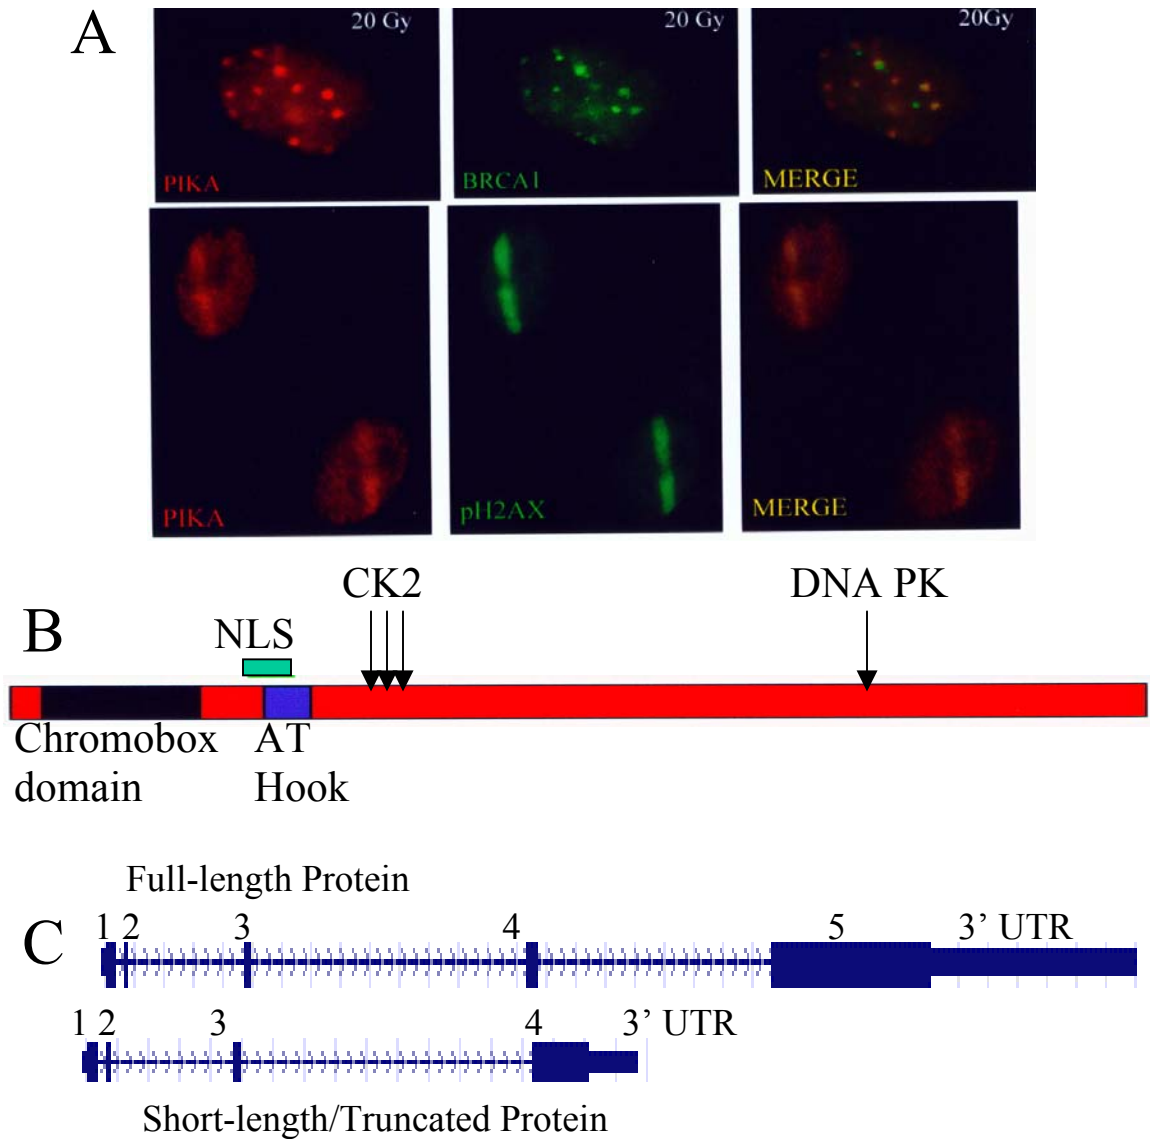 A
20 Gy
20 Gy
20Gy
PIKA
BRCA1
MERGE
PIKA
pH2AX
MERGE
B
CK2
DNA PK
NLS
Chromobox domain
AT Hook
C
Full-length Protein
1 2 3 4 5 3’ UTR
1 2 3 4 3’ UTR
Short-length/Truncated Protein